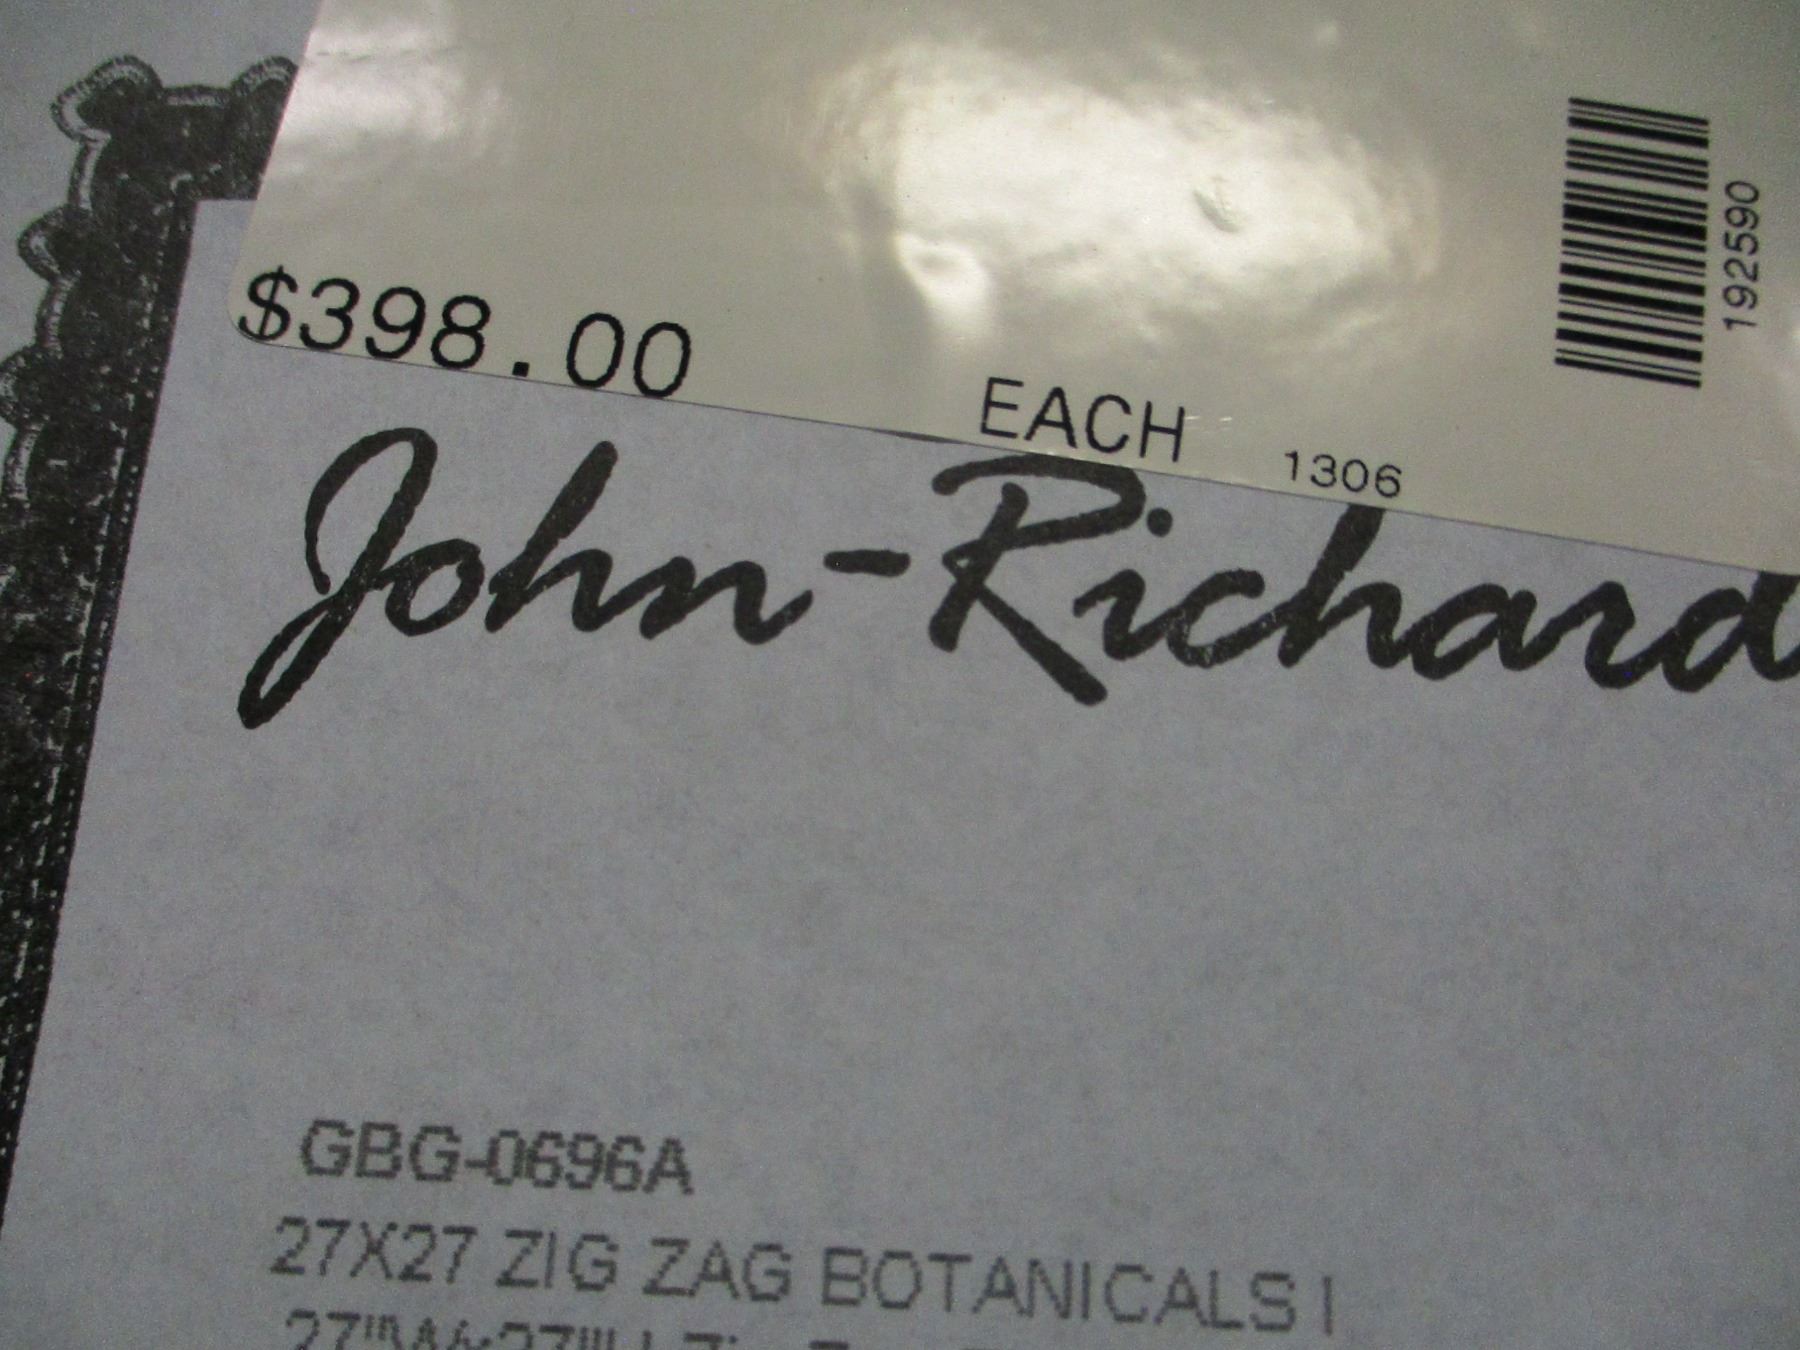 192590
$398.00
EACH
1306
John-Richard
GBG-0696A
27X27 ZIG ZAG BOTANICALS I